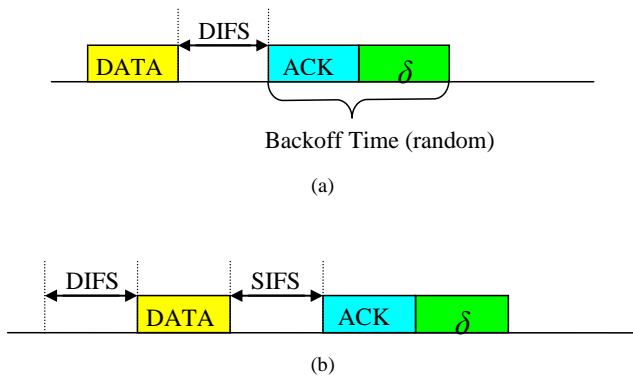 DIFS
DATA ACK δ
Backoff Time (random)
(a)
DIFS SIFS
DATA ACK δ
(b)